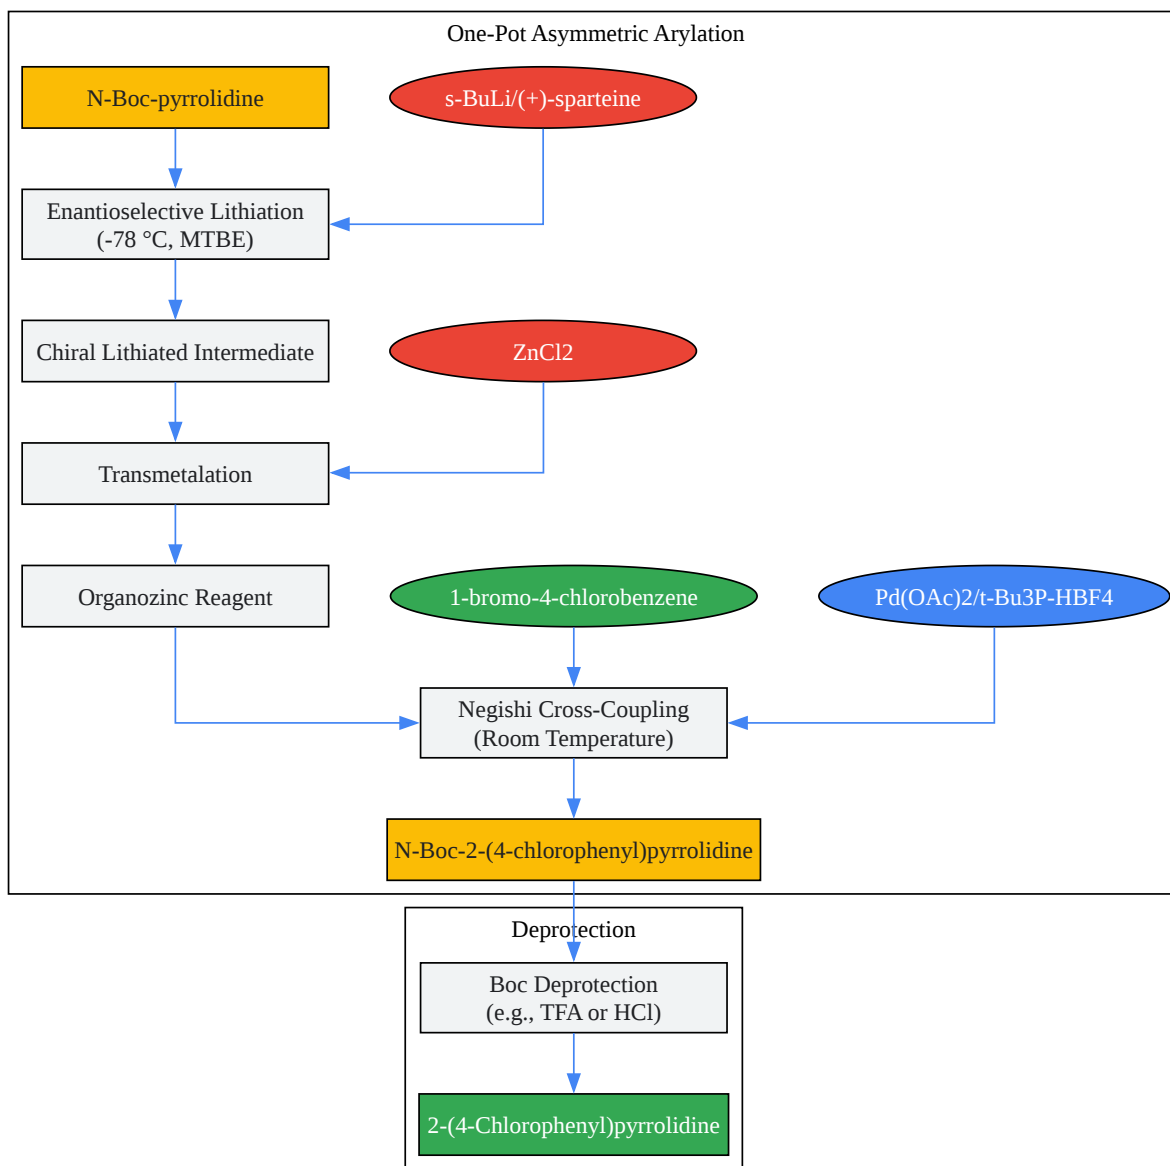 One-Pot Asymmetric Arylation
N-Boc-pyrrolidine
s-BuLi/(+)-sparteine
Enantioselective Lithiation
(-78 °C, MTBE)
Chiral Lithiated Intermediate
ZnCl2
Transmetalation
Organozinc Reagent
1-bromo-4-chlorobenzene
Pd(OAc)2/t-Bu3P-HBF4
Negishi Cross-Coupling
(Room Temperature)
N-Boc-2-(4-chlorophenyl)pyrrolidine
Deprotection
Boc Deprotection
(e.g., TFA or HCl)
2-(4-Chlorophenyl)pyrrolidine